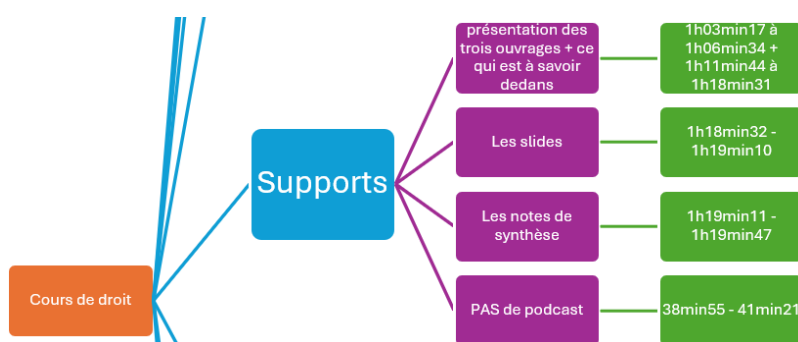 présentation des
trois ouvrages + ce
qui est à savoir
dedans
1h03min17 à
1h06min34 +
1h11min44 à
1h18min31
Les slides
1h18min32 -
1h19min10
Supports
Les notes de
synthèse
1h19min11 -
1h19min47
Cours de droit
PAS de podcast
38min55 - 41min21